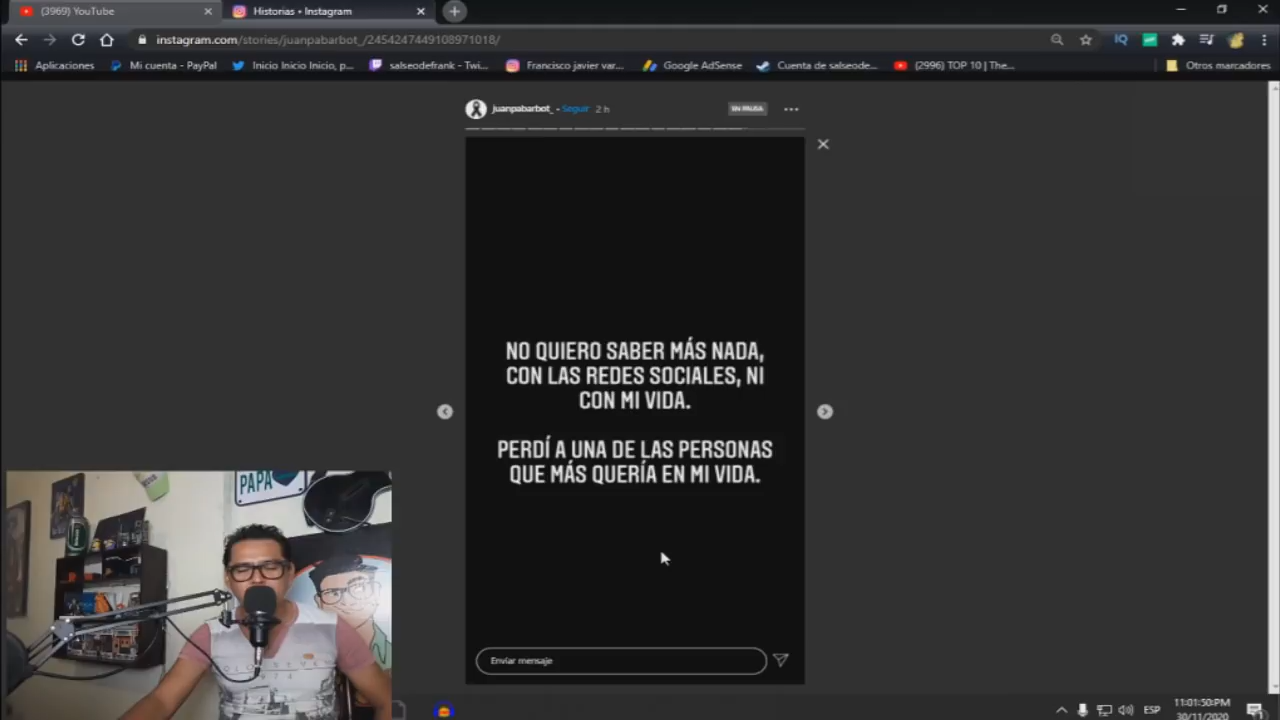 (3969) YouTube
Historias • Instagram
instagram.com/stories/juanpabarbot_/2454247449108971018/
Aplicaciones
Mi cuenta - PayPal
Inicio Inicio Inicio, p...
salseodefrank - Twi...
Francisco javier var...
Google AdSense
Cuenta de salseode...
(2996) TOP 10 | The...
Otros marcadores
juanpabarbot_ • Seguir 2 h
EN PAUSA
NO QUIERO SABER MÁS NADA,
CON LAS REDES SOCIALES, NI
CON MI VIDA.
PERDÍ A UNA DE LAS PERSONAS
QUE MÁS QUERÍA EN MI VIDA.
PAPA
Enviar mensaje
ESP
11:01:50:PM
30/11/2020